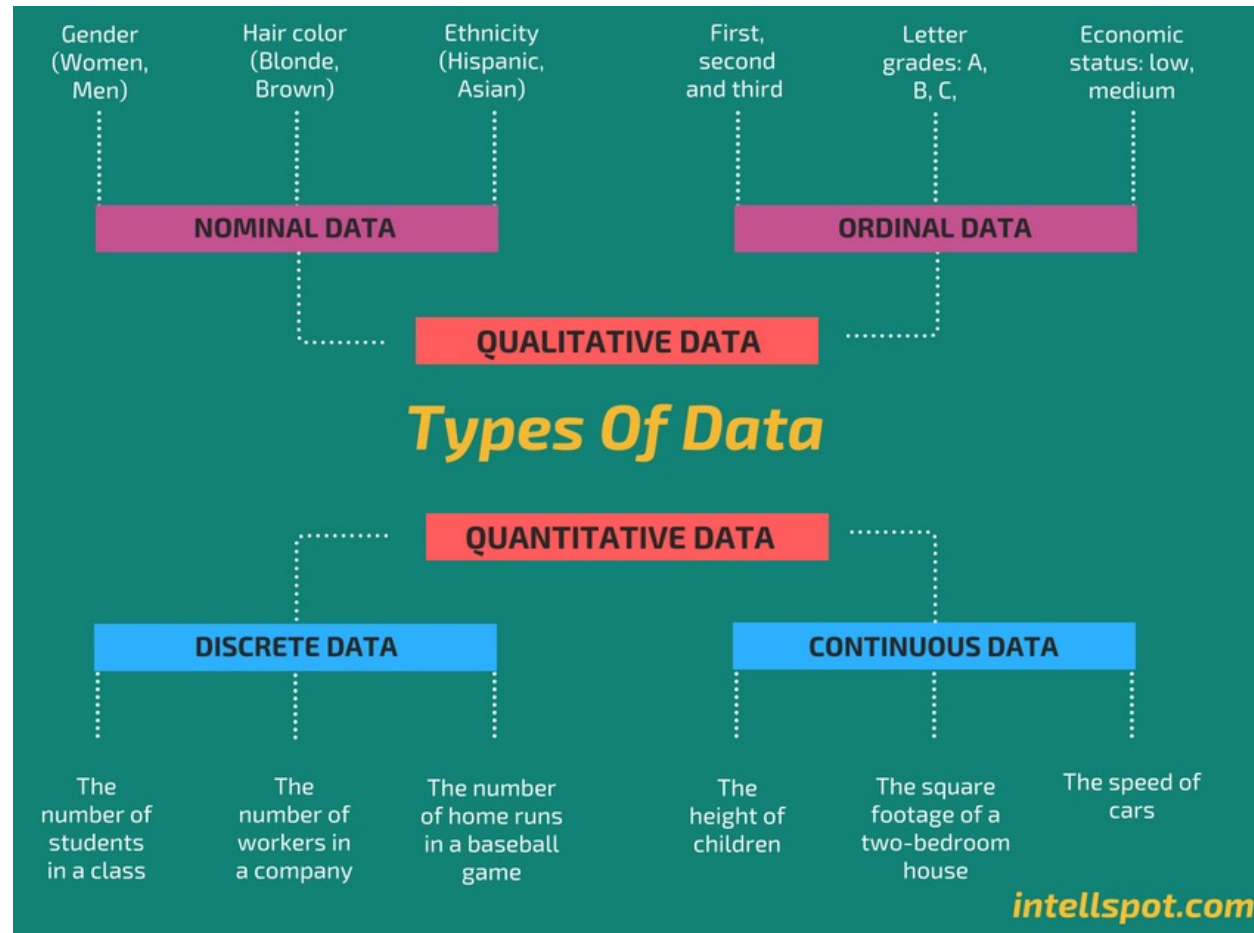 Gender
(Women,
Men)
Hair color
(Blonde,
Brown)
Ethnicity
(Hispanic,
Asian)
First,
second
and third
Letter
grades: A,
B, C,
Economic
status: low,
medium
NOMINAL DATA
ORDINAL DATA
QUALITATIVE DATA
Types Of Data
QUANTITATIVE DATA
DISCRETE DATA
CONTINUOUS DATA
The
number of
students
in a class
The
number of
workers in
a company
The number
of home runs
in a baseball
game
The
height of
children
The square
footage of a
two-bedroom
house
The speed of
cars
intellspot.com